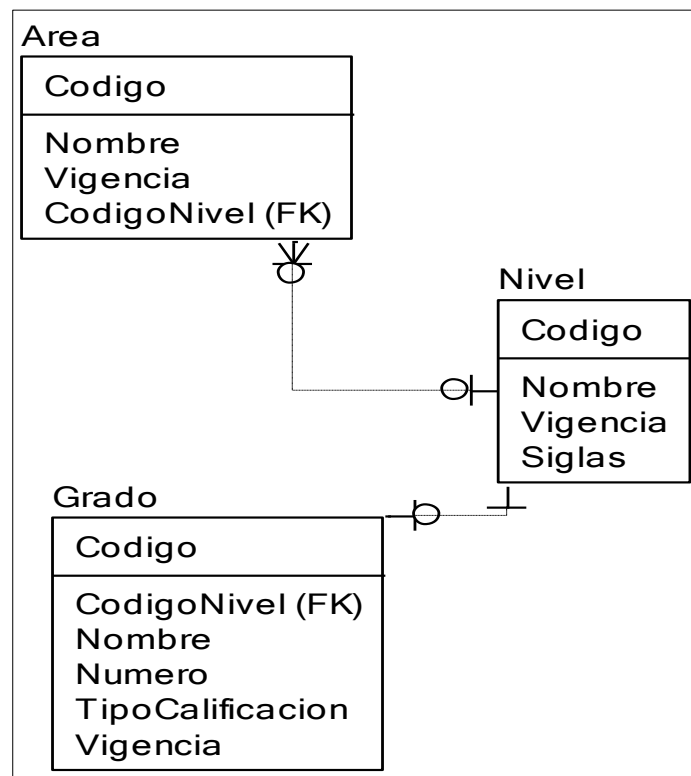 Area
Codigo
Nombre
Vigencia
CodigoNivel (FK)
Nivel
Codigo
Nombre
Vigencia
Siglas
Grado
Codigo
CodigoNivel (FK)
Nombre
Numero
TipoCalificacion
Vigencia